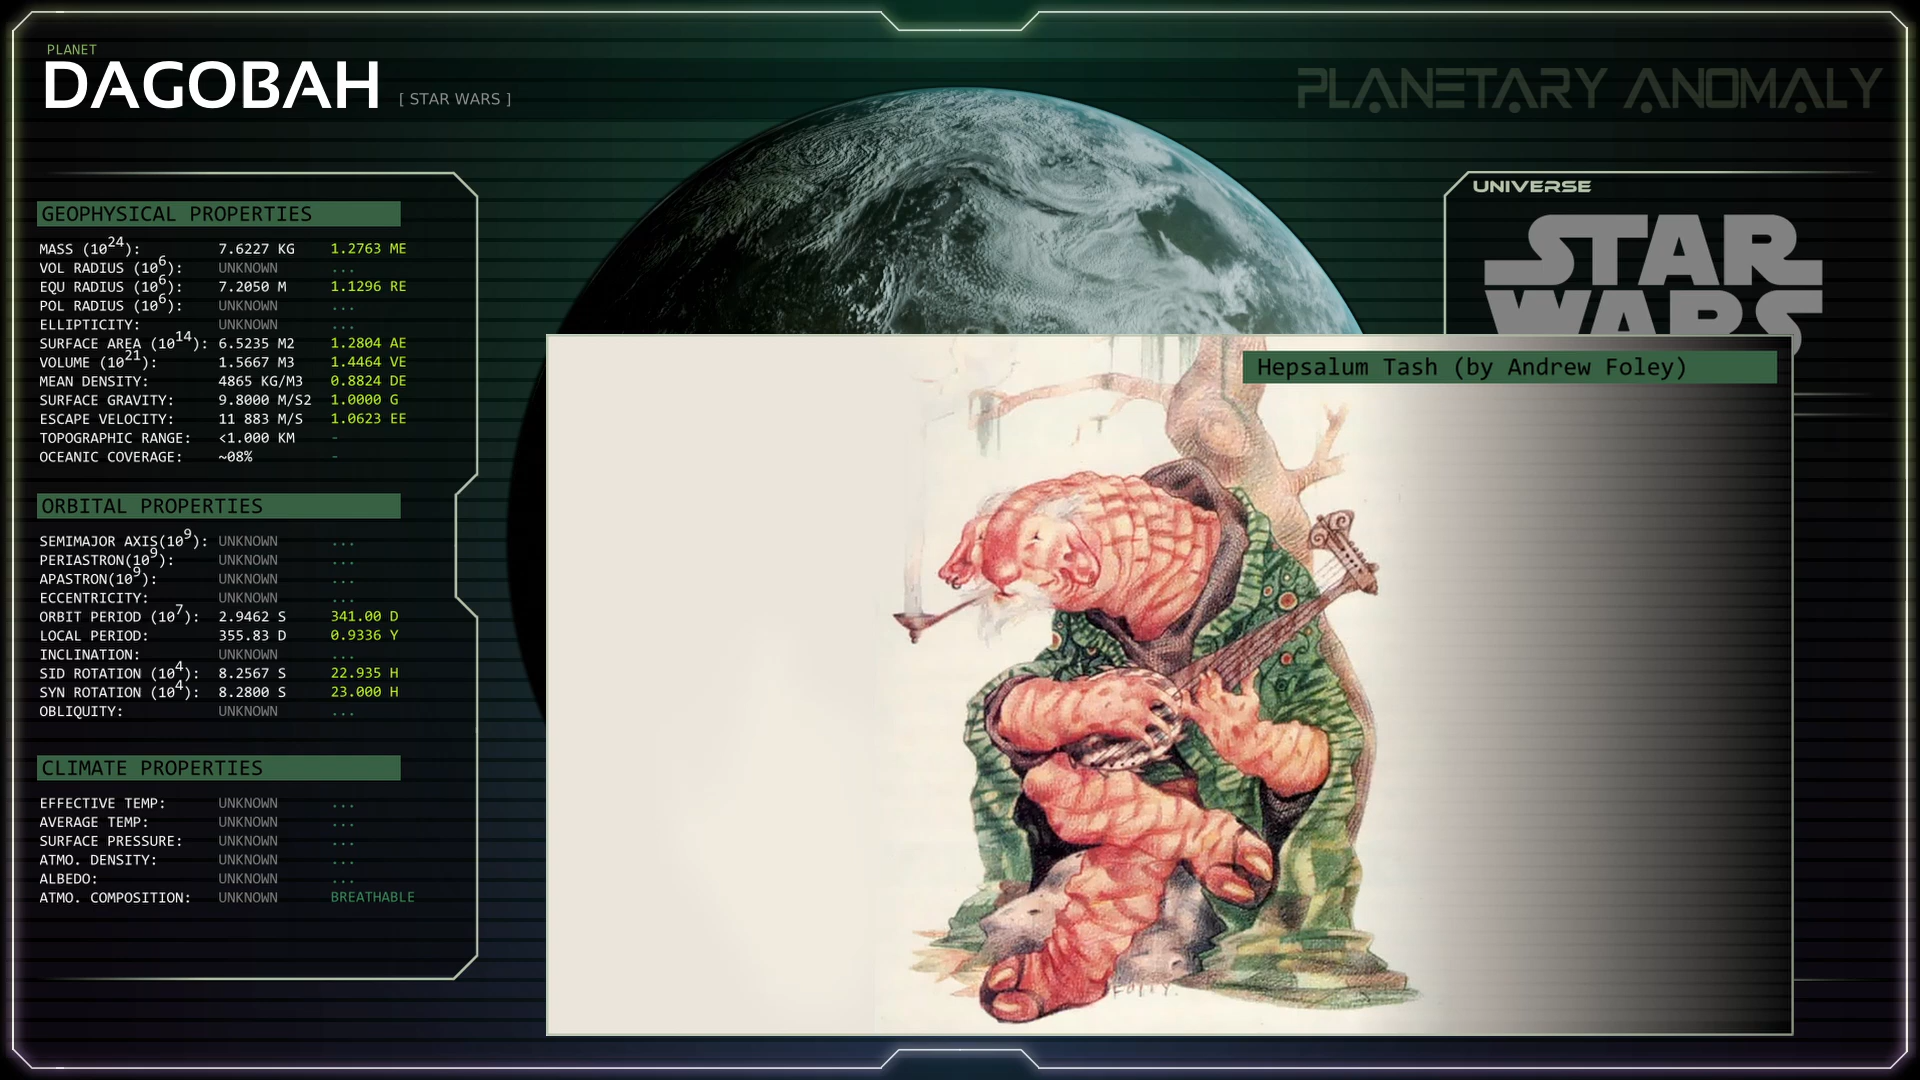 PLANET
DAGOBAH [ STAR WARS ]
PLANETARY ANOMALY
UNIVERSE
STAR
WARS
GEOPHYSICAL PROPERTIES
MASS (10^24): 7.6227 KG 1.2763 ME
VOL RADIUS (10^6): UNKNOWN ...
EQU RADIUS (10^6): 7.2050 M 1.1296 RE
POL RADIUS (10^6): UNKNOWN ...
ELLIPTICITY: UNKNOWN ...
SURFACE AREA (10^14): 6.5235 M2 1.2804 AE
VOLUME (10^21): 1.5667 M3 1.4464 VE
MEAN DENSITY: 4865 KG/M3 0.8824 DE
SURFACE GRAVITY: 9.8000 M/S2 1.0000 G
ESCAPE VELOCITY: 11 883 M/S 1.0623 EE
TOPOGRAPHIC RANGE: <1.000 KM -
OCEANIC COVERAGE: ~08% -
ORBITAL PROPERTIES
SEMIMAJOR AXIS(10^9): UNKNOWN ...
PERIASTRON(10^9): UNKNOWN ...
APASTRON(10^9): UNKNOWN ...
ECCENTRICITY: UNKNOWN ...
ORBIT PERIOD (10^7): 2.9462 S 341.00 D
LOCAL PERIOD: 355.83 D 0.9336 Y
INCLINATION: UNKNOWN ...
SID ROTATION (10^4): 8.2567 S 22.935 H
SYN ROTATION (10^4): 8.2800 S 23.000 H
OBLIQUITY: UNKNOWN ...
CLIMATE PROPERTIES
EFFECTIVE TEMP: UNKNOWN ...
AVERAGE TEMP: UNKNOWN ...
SURFACE PRESSURE: UNKNOWN ...
ATMO. DENSITY: UNKNOWN ...
ALBEDO: UNKNOWN ...
ATMO. COMPOSITION: UNKNOWN BREATHABLE
Hepsalum Tash (by Andrew Foley)
FOLEY.